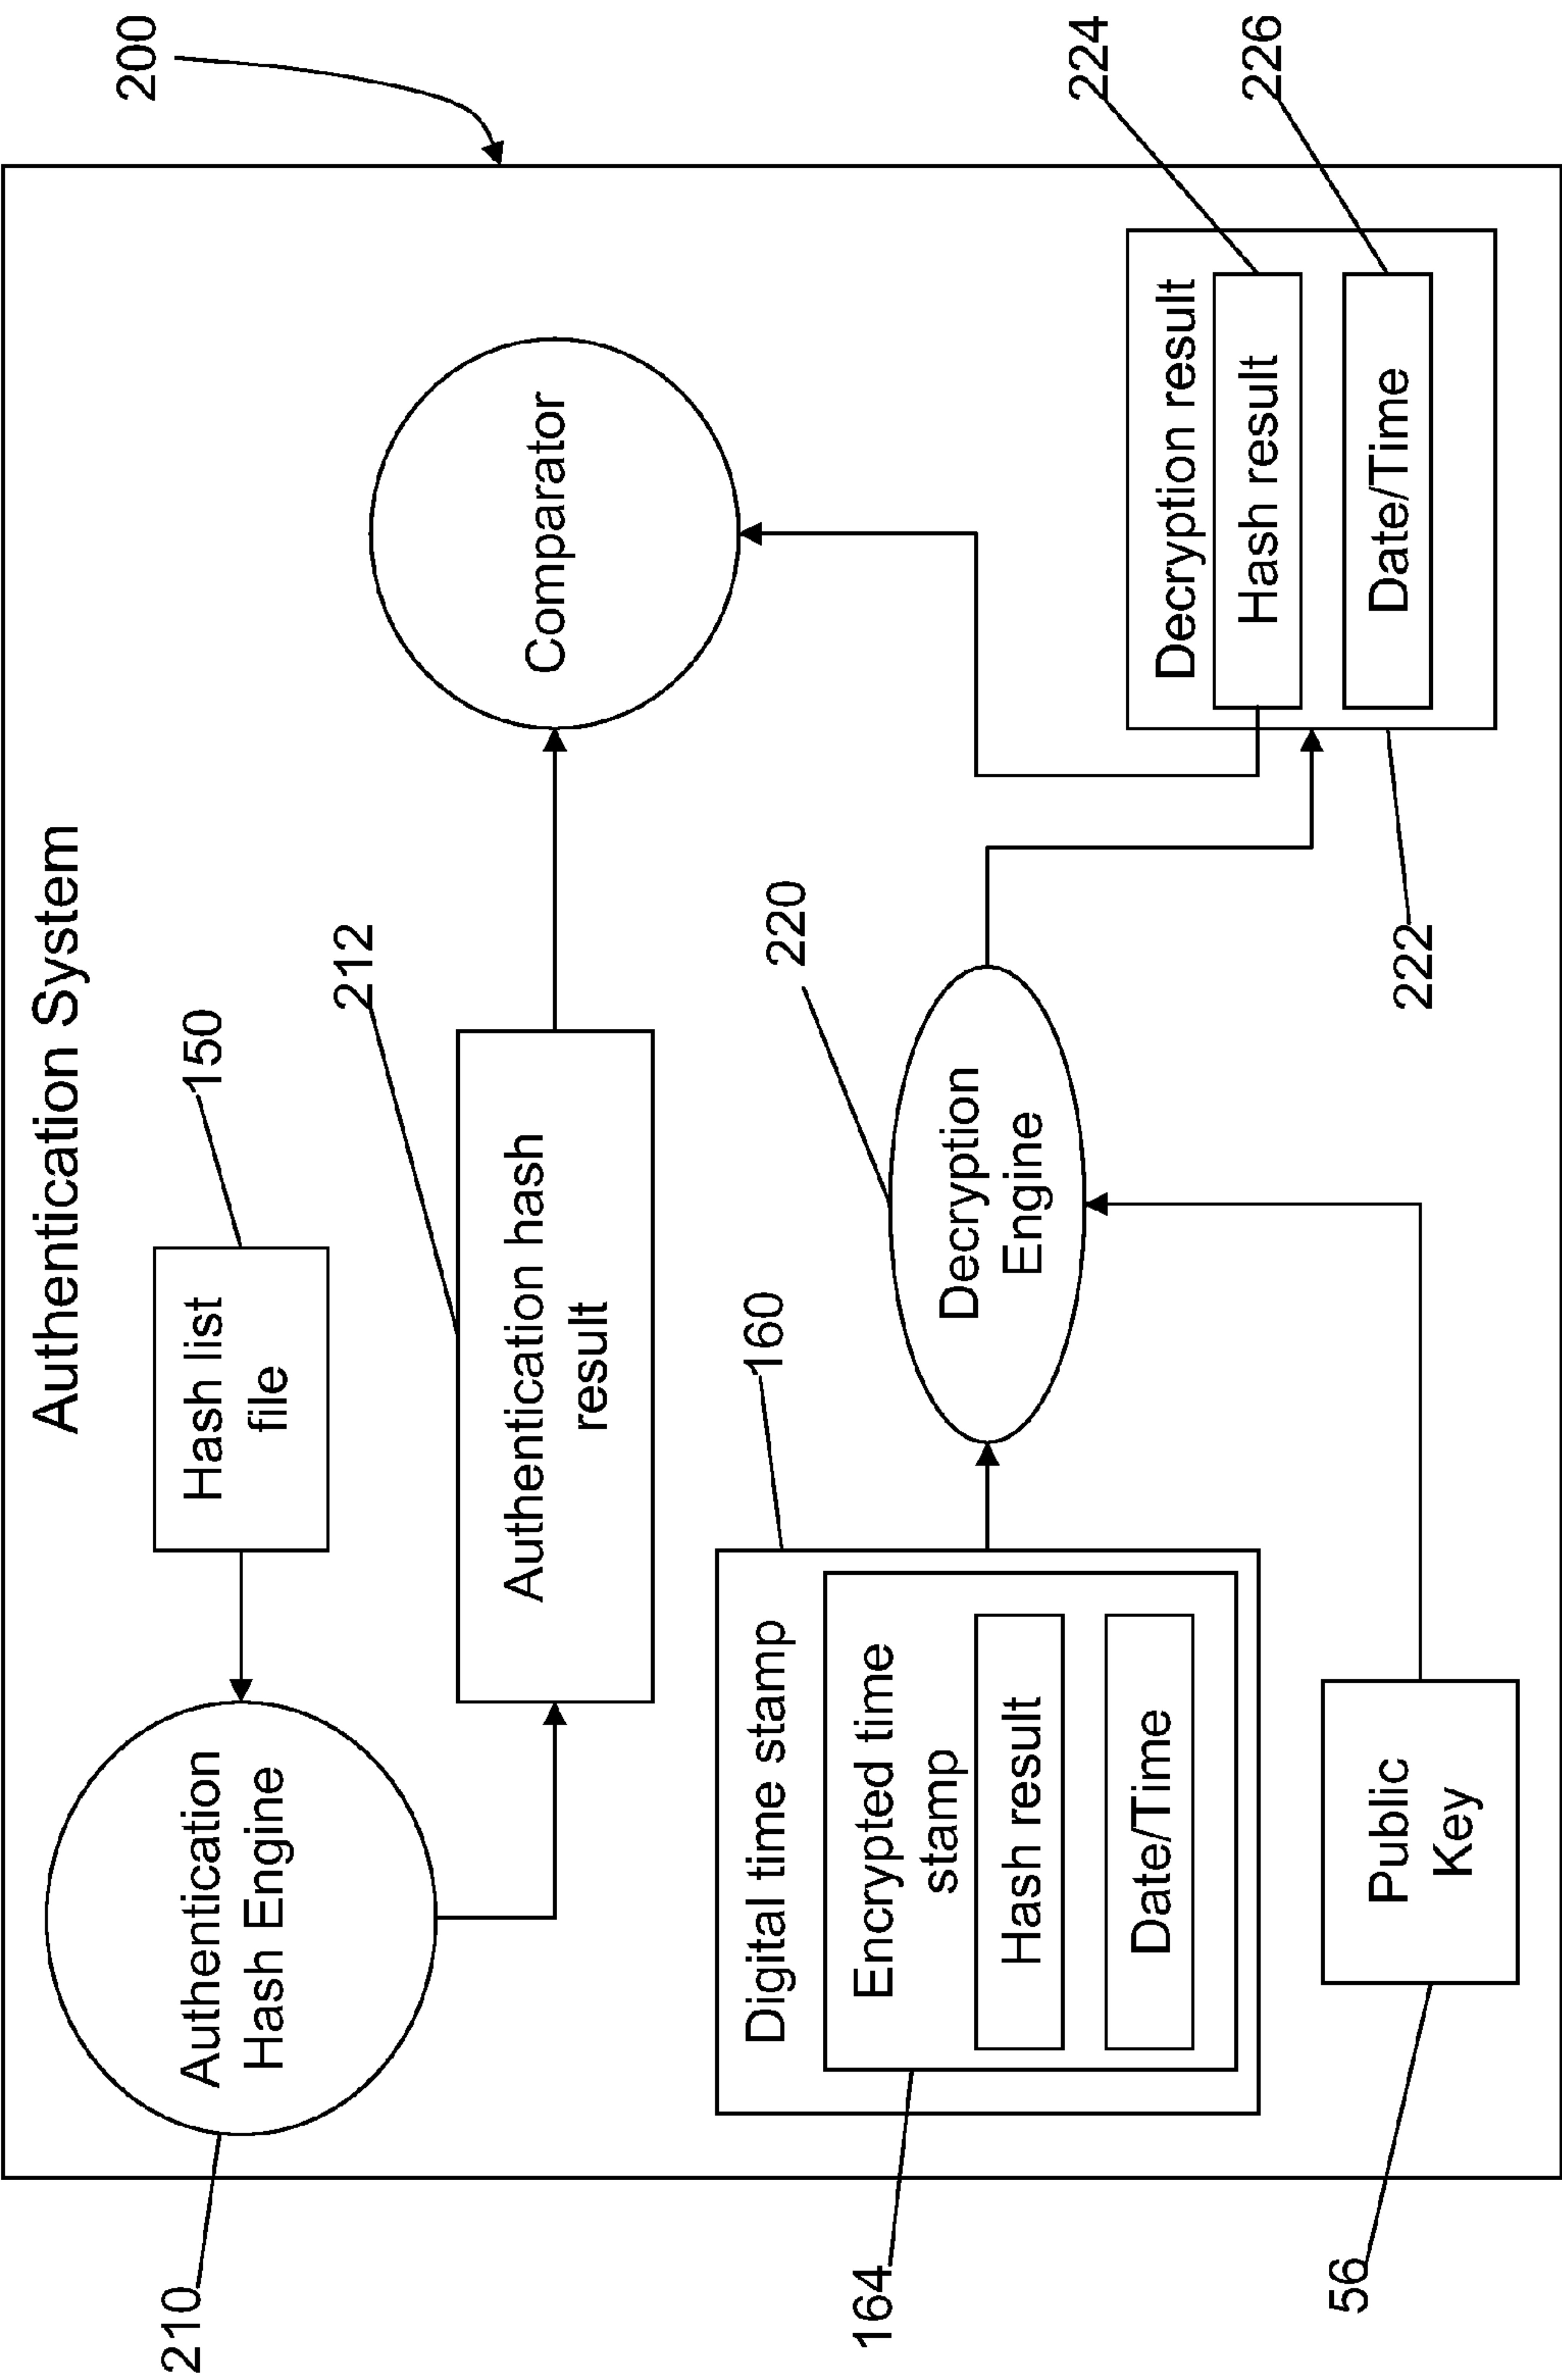 Authentication System
200
210
Authentication
Hash Engine
Hash list
file
150
212
Authentication hash
result
Comparator
160
Digital time stamp
Encrypted time
stamp
Hash result
Date/Time
164
220
Decryption
Engine
Public
Key
56
Decryption result
Hash result
Date/Time
222
224
226